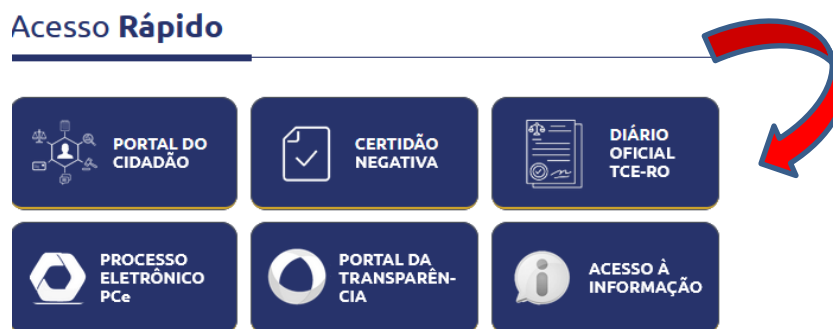 Acesso Rápido
PORTAL DO
CIDADÃO
CERTIDÃO
NEGATIVA
DIÁRIO
OFICIAL
TCE-RO
PROCESSO
ELETRÔNICO
PCe
PORTAL DA
TRANSPARÊN-
CIA
ACESSO À
INFORMAÇÃO